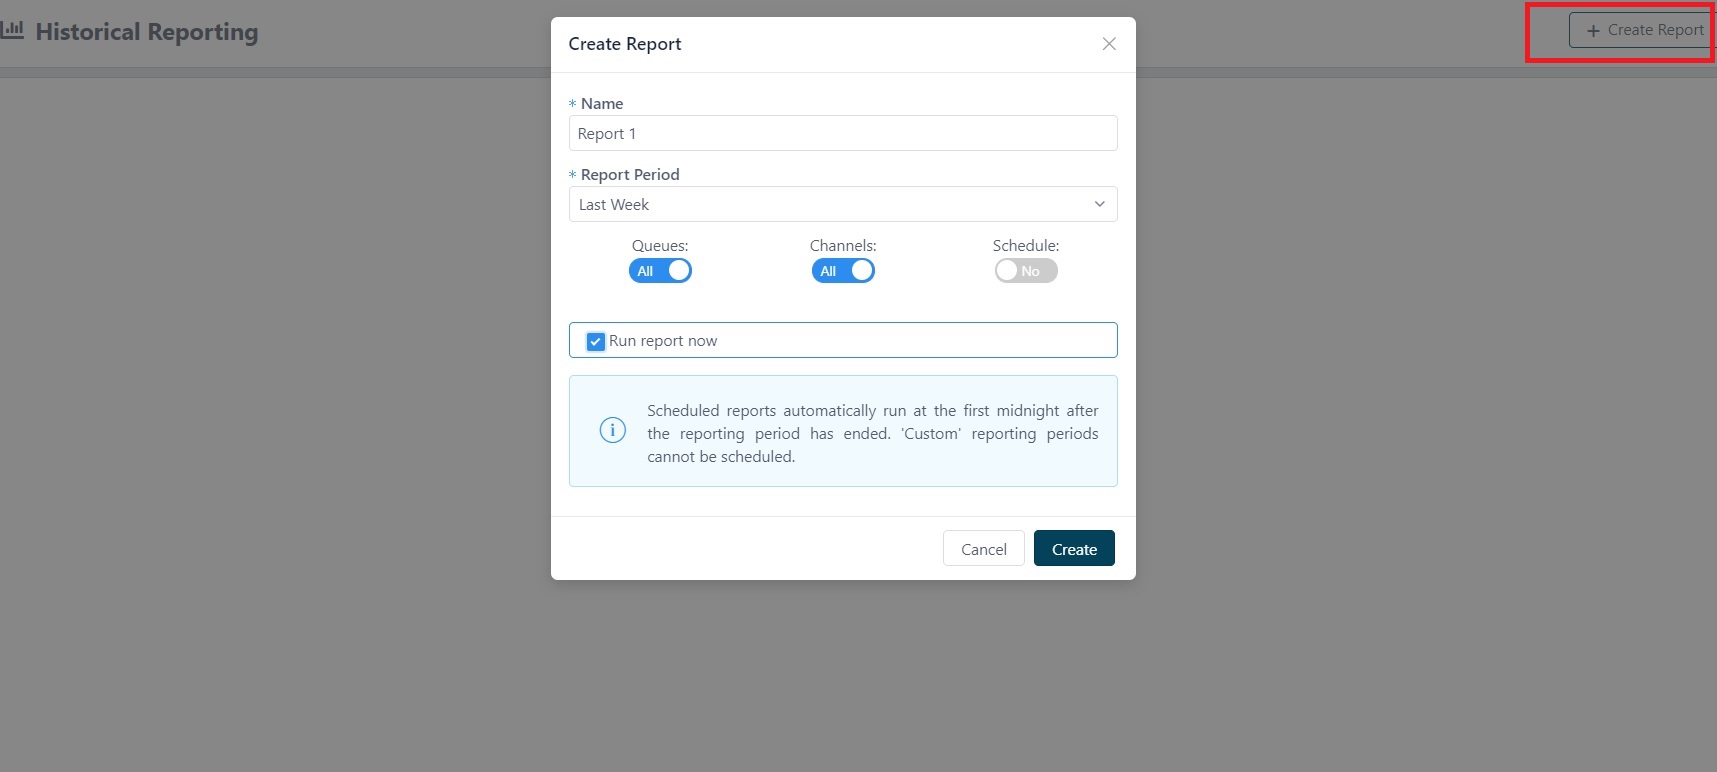 Historical Reporting
+ Create Report
Create Report
* Name
Report 1
* Report Period
Last Week
Queues: Channels: Schedule:
All All No
Run report now
Scheduled reports automatically run at the first midnight after
the reporting period has ended. 'Custom' reporting periods
cannot be scheduled.
Cancel Create